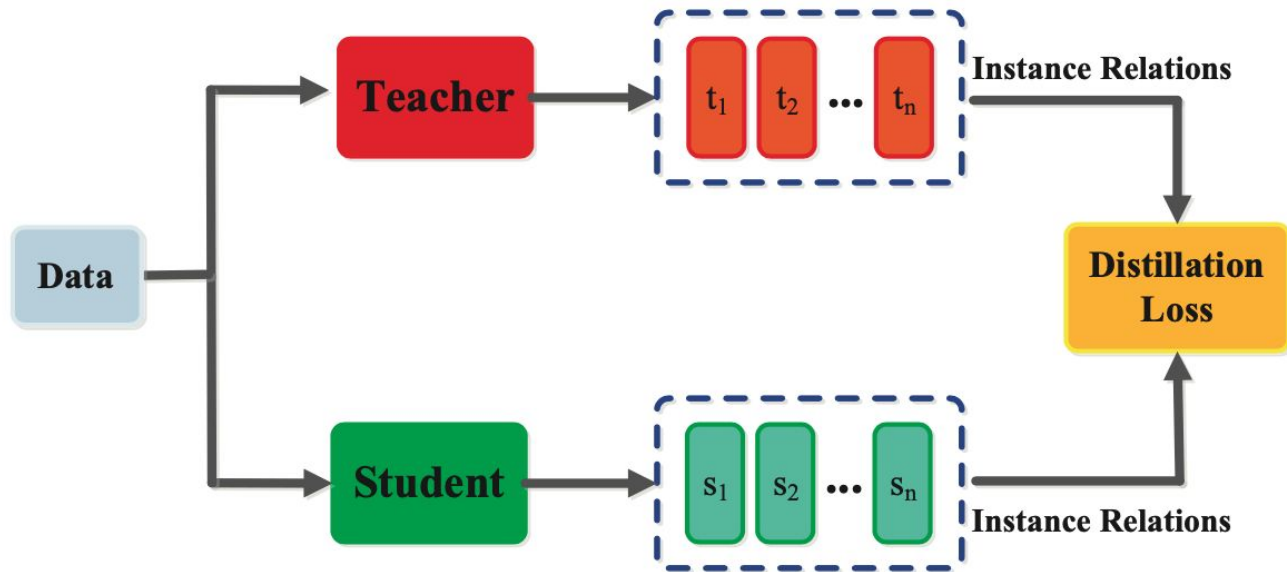 Teacher
t₁ t₂ ... tₙ
Instance Relations
Data
Distillation
Loss
Student
s₁ s₂ ... sₙ
Instance Relations